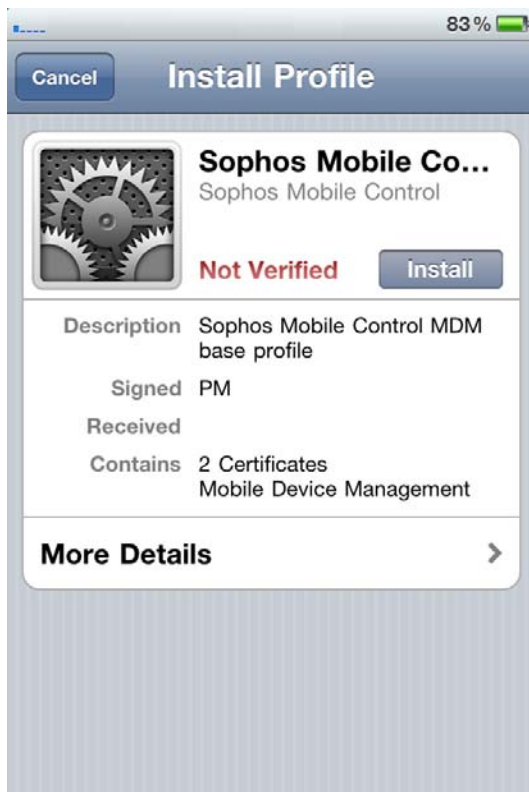 83%
Cancel
Install Profile
Sophos Mobile Co...
Sophos Mobile Control
Not Verified
Install
Description Sophos Mobile Control MDM
base profile
Signed PM
Received
Contains 2 Certificates
Mobile Device Management
More Details